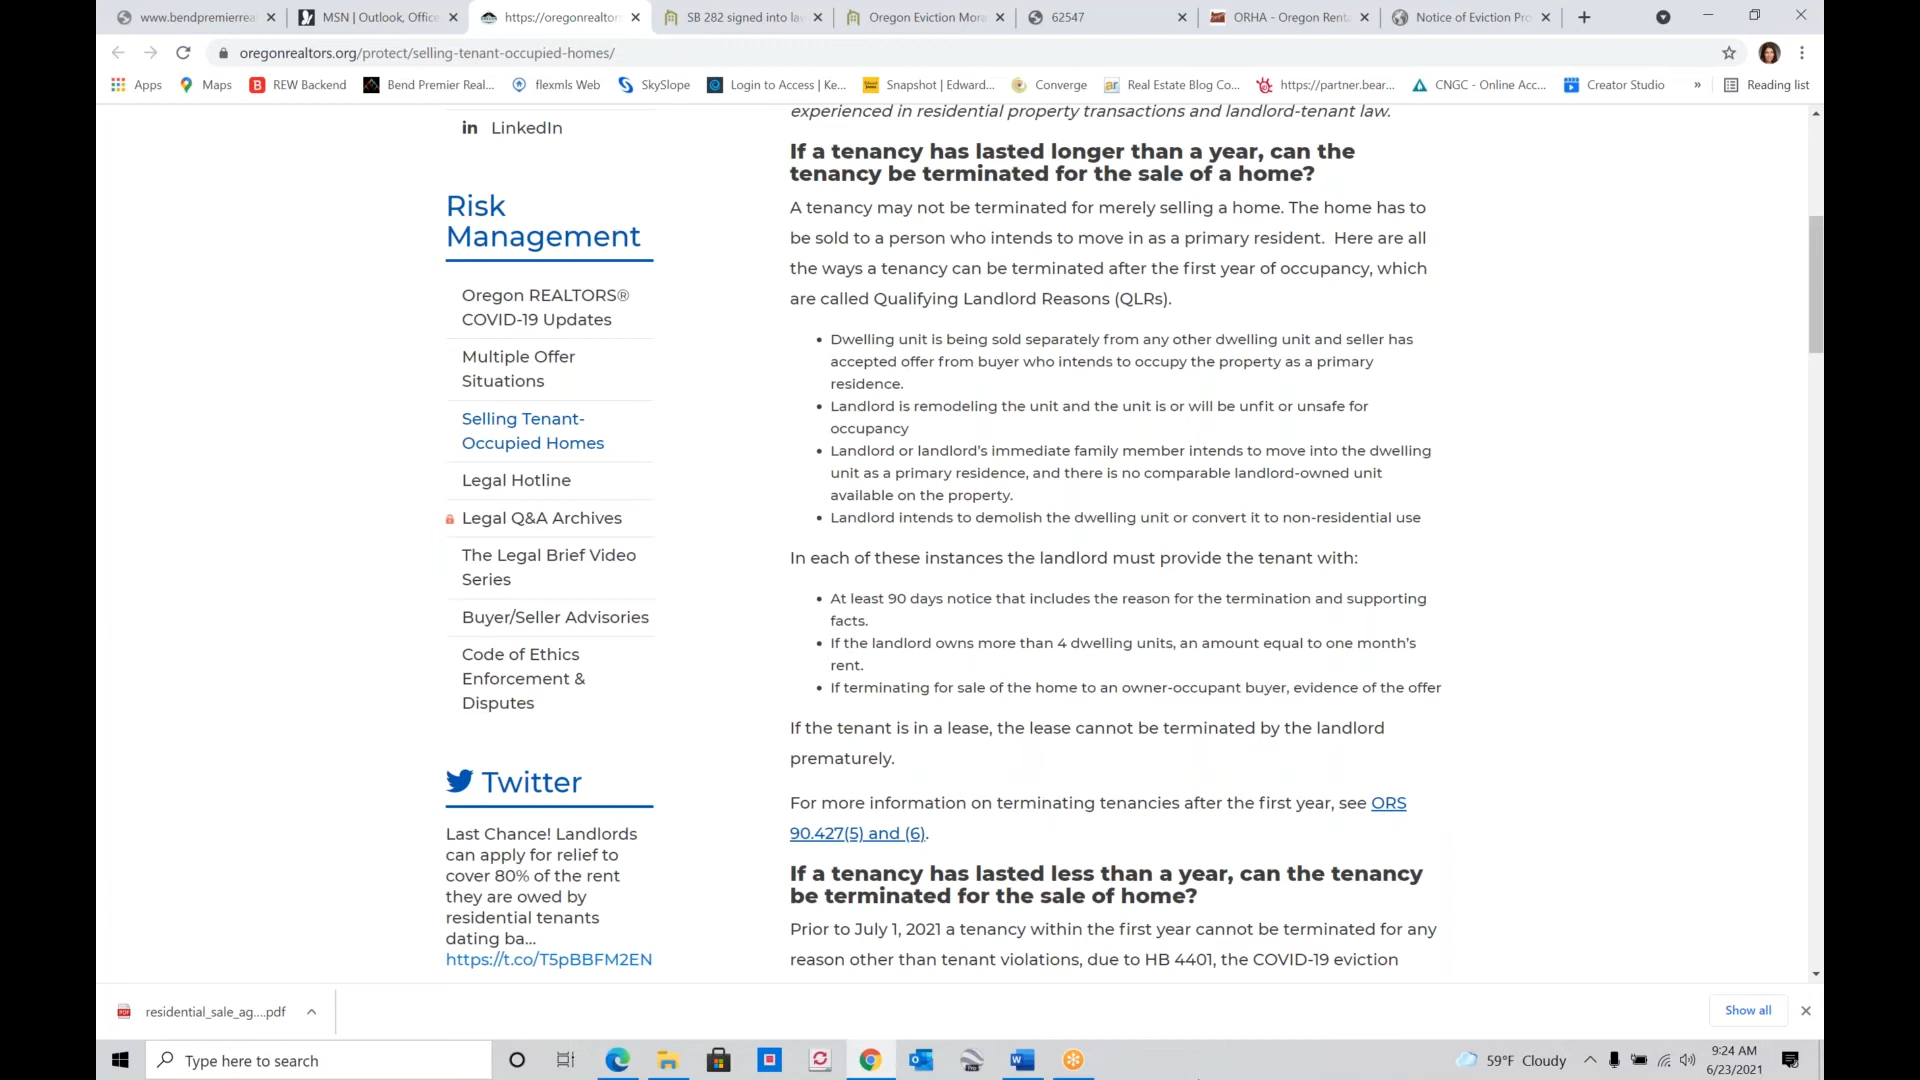 www.bendpremierreal
MSN | Outlook, Office
https://oregonrealtor
SB 282 signed into la
Oregon Eviction Mora
62547
ORHA - Oregon Rent
Notice of Eviction Pro
oregonrealtors.org/protect/selling-tenant-occupied-homes/
Apps
Maps
REW Backend
Bend Premier Real...
flexmls Web
SkySlope
Login to Access | Ke...
Snapshot | Edward...
Converge
Real Estate Blog Co...
https://partner.bear...
CNGC - Online Acc...
Creator Studio
»
Reading list
in LinkedIn
Risk
Management
Oregon REALTORS®
COVID-19 Updates
Multiple Offer
Situations
Selling Tenant-
Occupied Homes
Legal Hotline
Legal Q&A Archives
The Legal Brief Video
Series
Buyer/Seller Advisories
Code of Ethics
Enforcement &
Disputes
Twitter
Last Chance! Landlords
can apply for relief to
cover 80% of the rent
they are owed by
residential tenants
dating ba...
https://t.co/T5pBBFM2EN
experienced in residential property transactions and landlord-tenant law.
If a tenancy has lasted longer than a year, can the
tenancy be terminated for the sale of a home?
A tenancy may not be terminated for merely selling a home. The home has to
be sold to a person who intends to move in as a primary resident. Here are all
the ways a tenancy can be terminated after the first year of occupancy, which
are called Qualifying Landlord Reasons (QLRs).
• Dwelling unit is being sold separately from any other dwelling unit and seller has
accepted offer from buyer who intends to occupy the property as a primary
residence.
• Landlord is remodeling the unit and the unit is or will be unfit or unsafe for
occupancy
• Landlord or landlord's immediate family member intends to move into the dwelling
unit as a primary residence, and there is no comparable landlord-owned unit
available on the property.
• Landlord intends to demolish the dwelling unit or convert it to non-residential use
In each of these instances the landlord must provide the tenant with:
• At least 90 days notice that includes the reason for the termination and supporting
facts.
• If the landlord owns more than 4 dwelling units, an amount equal to one month's
rent.
• If terminating for sale of the home to an owner-occupant buyer, evidence of the offer
If the tenant is in a lease, the lease cannot be terminated by the landlord
prematurely.
For more information on terminating tenancies after the first year, see ORS
90.427(5) and (6).
If a tenancy has lasted less than a year, can the tenancy
be terminated for the sale of home?
Prior to July 1, 2021 a tenancy within the first year cannot be terminated for any
reason other than tenant violations, due to HB 4401, the COVID-19 eviction
residential_sale_ag....pdf
Show all
Type here to search
59°F Cloudy
9:24 AM
6/23/2021